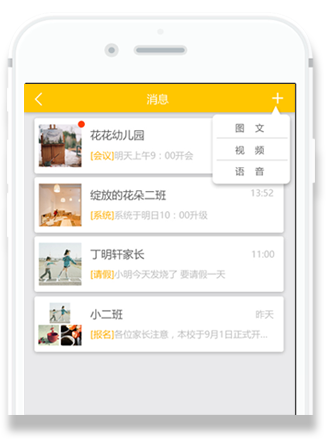 消息
花花幼儿园
[会议]明天上午9：00开会
图 文
视 频
语 音
绽放的花朵二班
13:52
[系统]系统于明日10：00升级
丁明轩家长
11:00
[请假]小明今天发烧了 要请假一天
小二班
昨天
[报名]各位家长注意，本校于9月1日正式开...